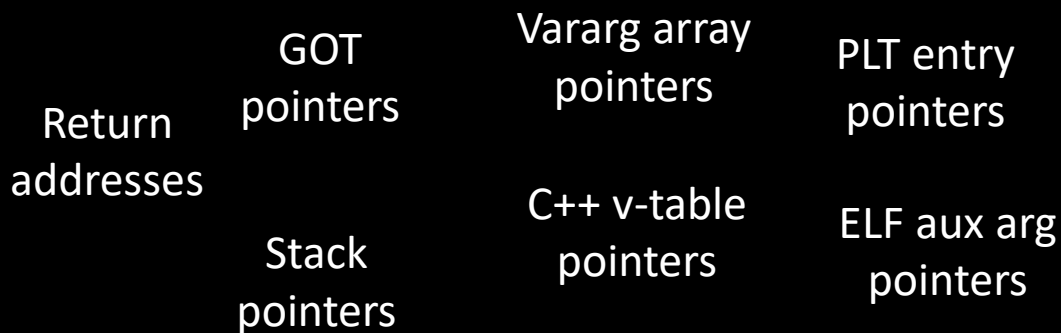 Return
addresses
GOT
pointers
Stack
pointers
Vararg array
pointers
C++ v-table
pointers
PLT entry
pointers
ELF aux arg
pointers